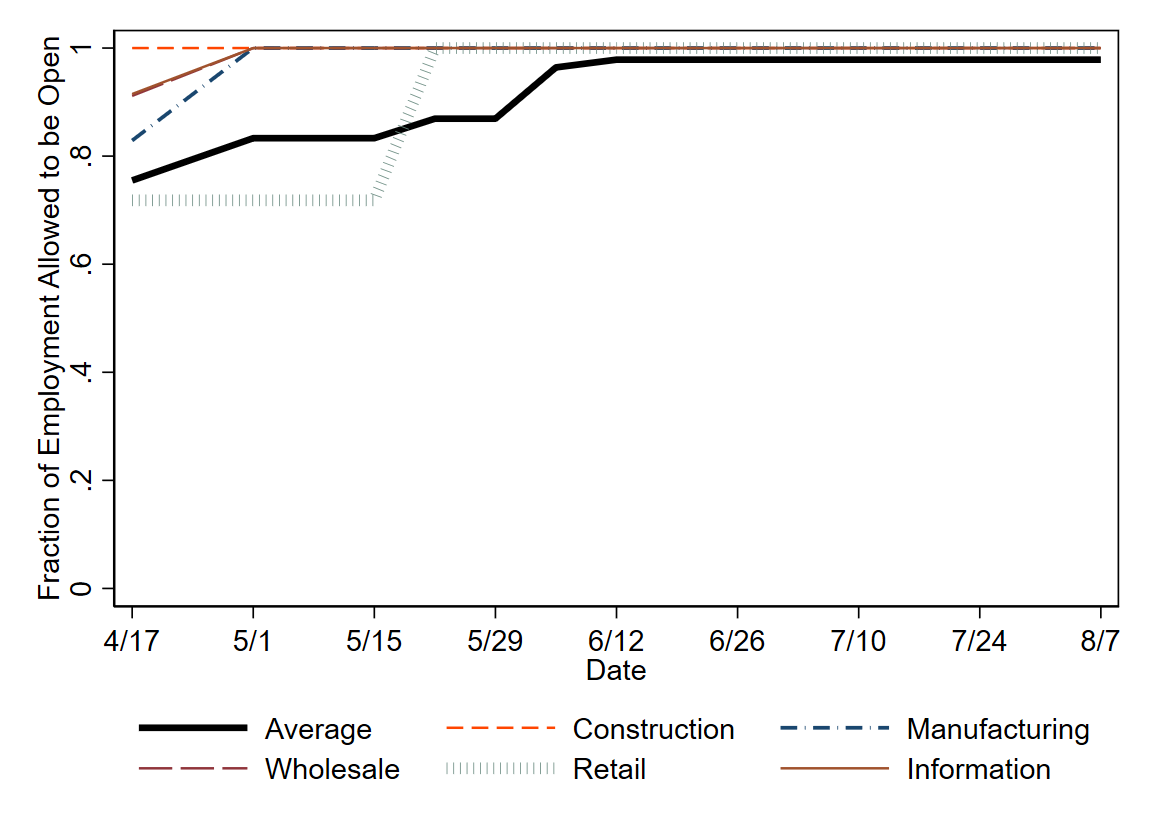 Fraction of Employment Allowed to be Open
1
.8
.6
.4
.2
0
4/17 5/1 5/15 5/29 6/12 6/26 7/10 7/24 8/7
Date
Average Construction Manufacturing
Wholesale Retail Information